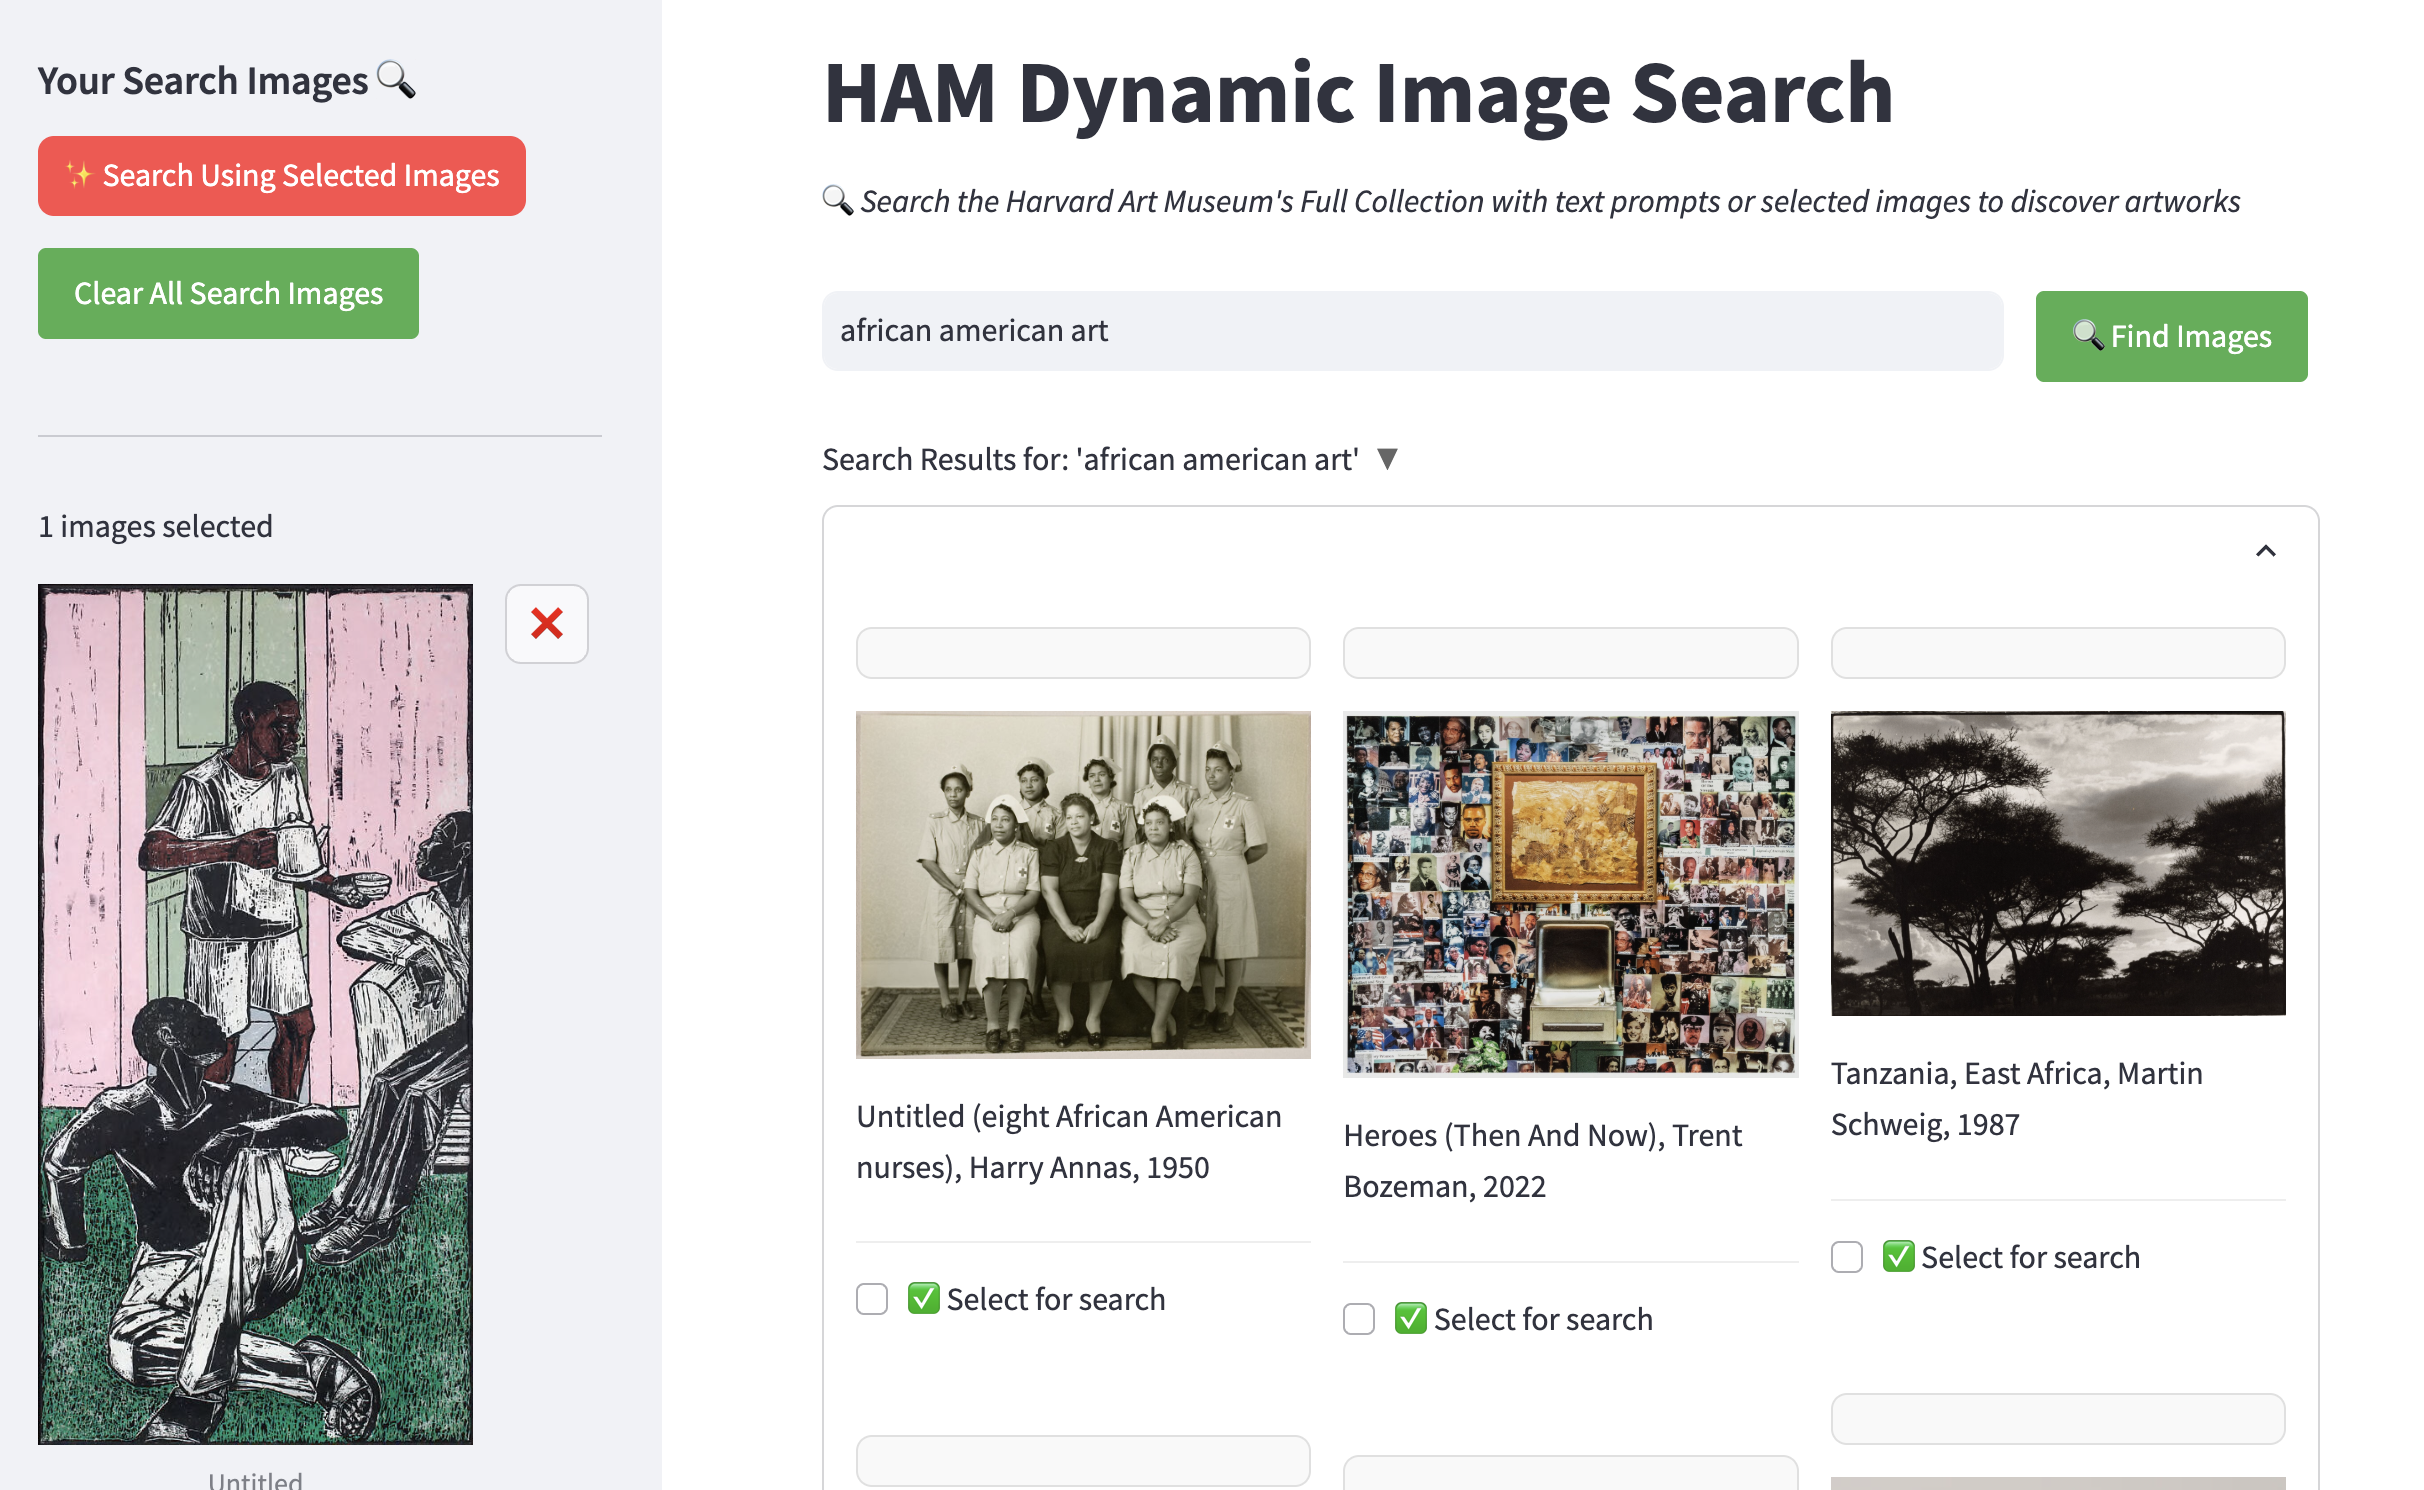 Your Search Images
✨ Search Using Selected Images
Clear All Search Images
1 images selected
Untitled
HAM Dynamic Image Search
Search the Harvard Art Museum's Full Collection with text prompts or selected images to discover artworks
african american art
Find Images
Search Results for: 'african american art' ▼
Untitled (eight African American
nurses), Harry Annas, 1950
Select for search
Heroes (Then And Now), Trent
Bozeman, 2022
Select for search
Tanzania, East Africa, Martin
Schweig, 1987
Select for search